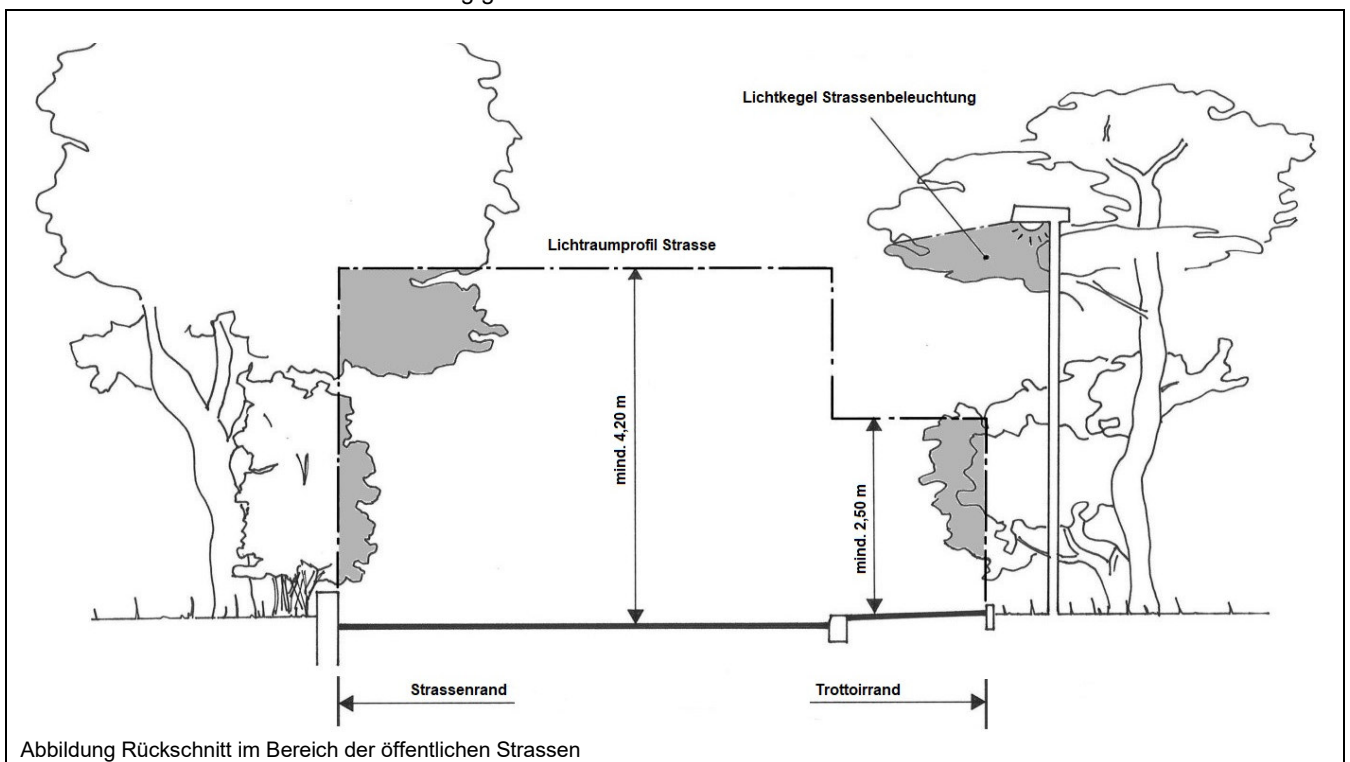 Lichtkegel Strassenbeleuchtung
Lichtraumprofil Strasse
mind. 4,20 m
mind. 2,50 m
Strassenrand
Trottoirrand
Abbildung Rückschnitt im Bereich der öffentlichen Strassen